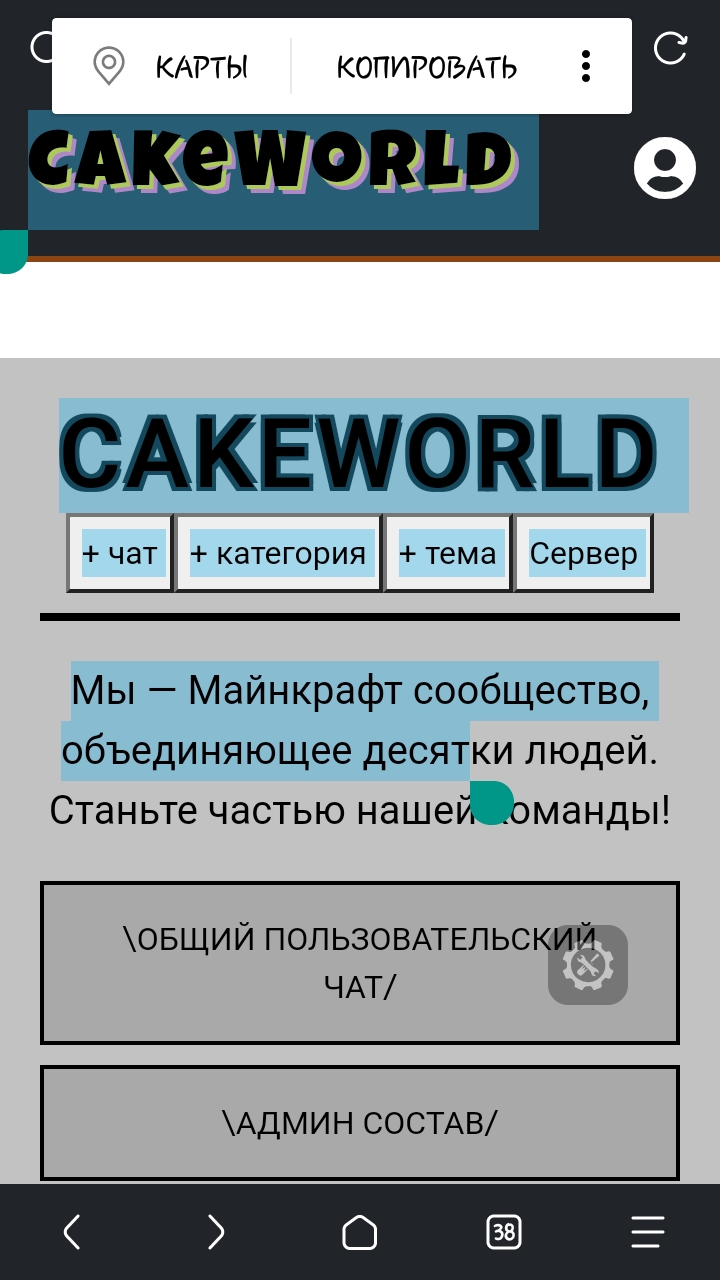 КАРТЫ
КОПИРОВАТЬ
CAKeWORLD
CAKEWORLD
+ чат
+ категория
+ тема
Сервер
Мы — Майнкрафт сообщество,
объединяющее десятки людей.
Станьте частью нашей команды!
\ОБЩИЙ ПОЛЬЗОВАТЕЛЬСКИЙ
ЧАТ/
\АДМИН СОСТАВ/
38